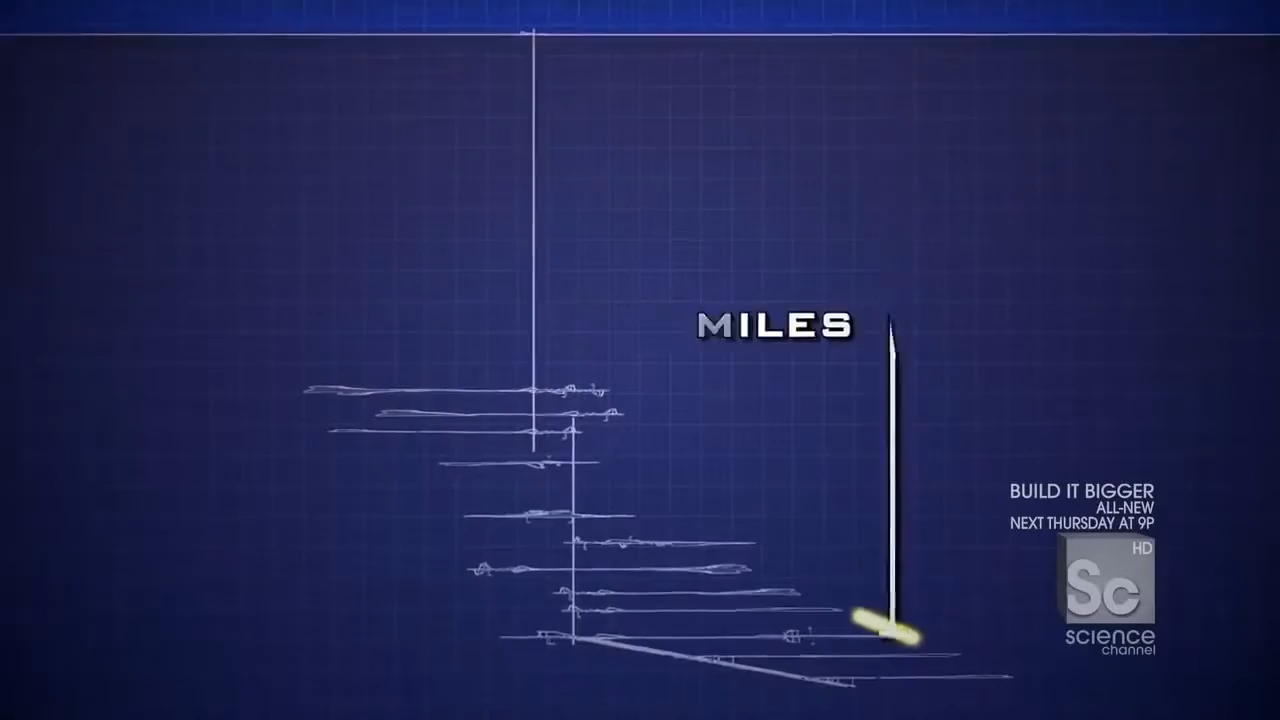 MILES
BUILD IT BIGGER
ALL-NEW
NEXT THURSDAY AT 9P
HD
Sc
science
channel